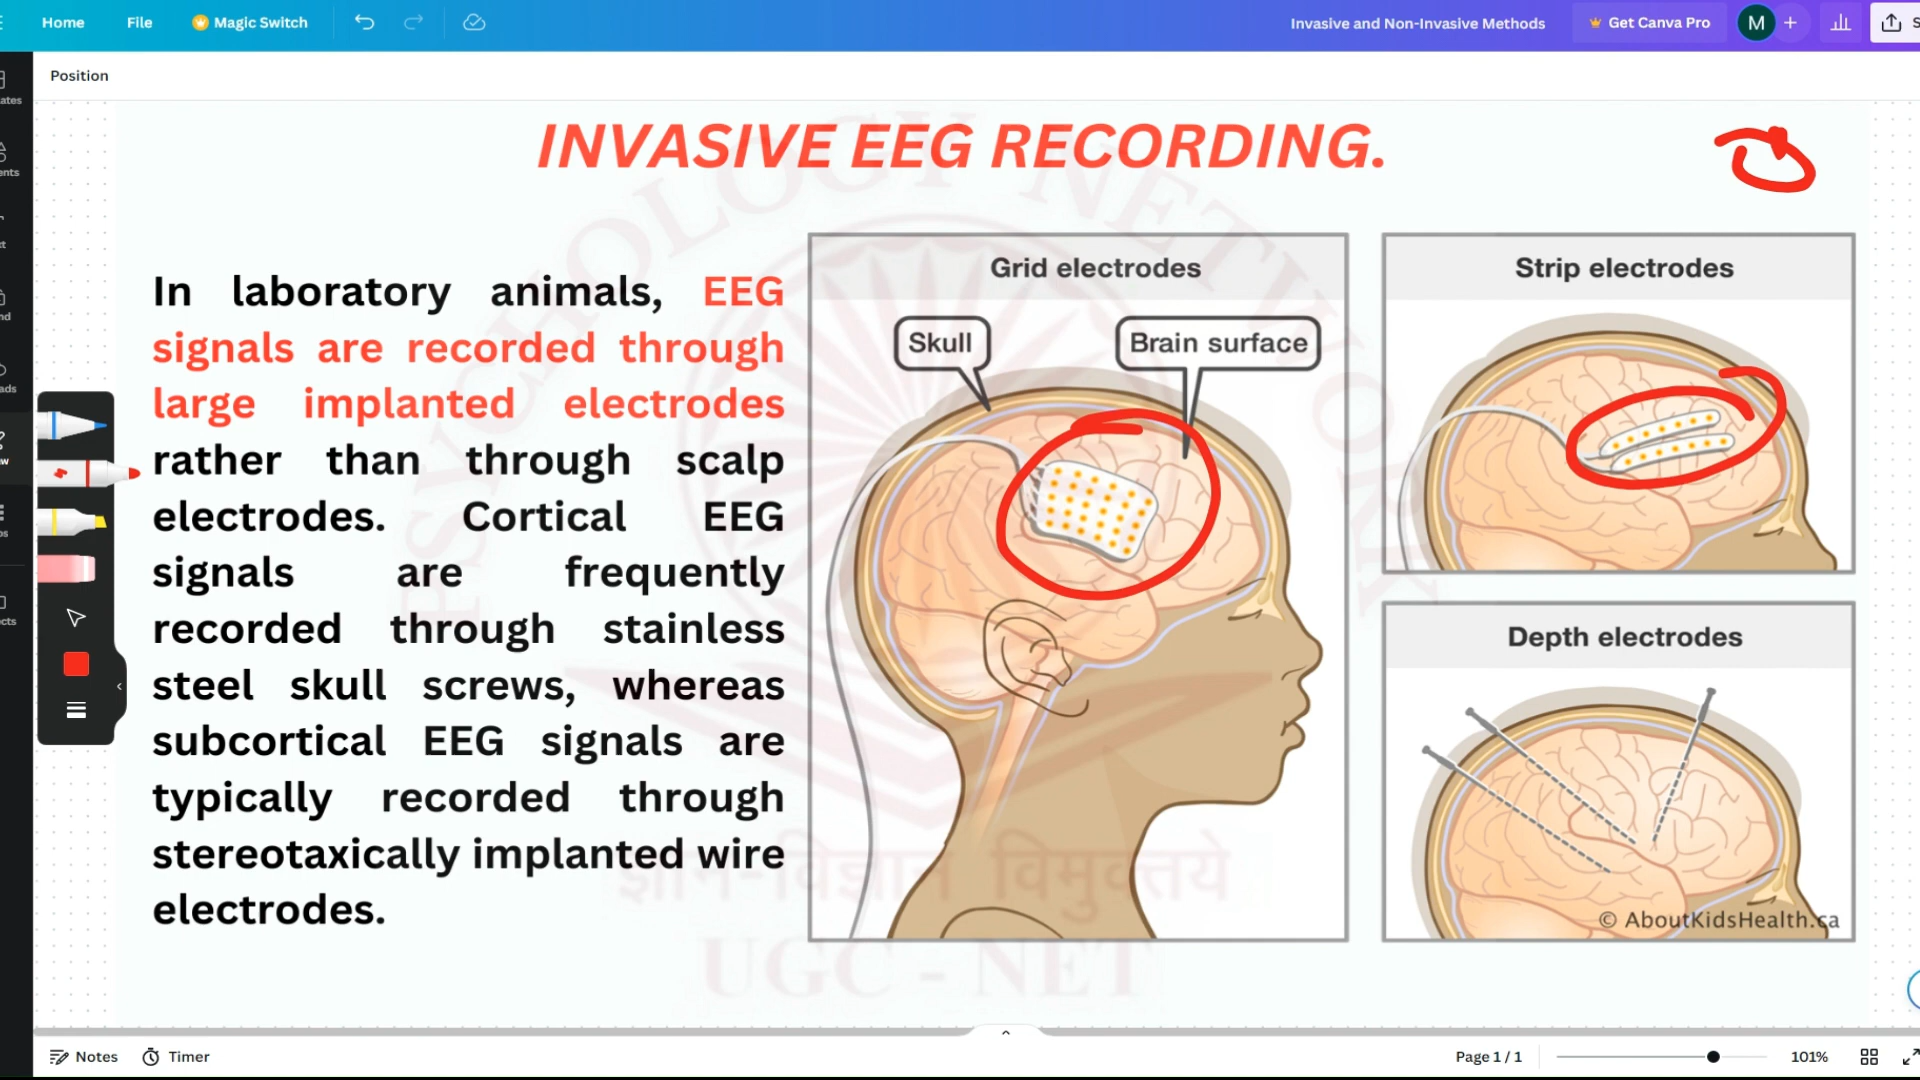 Home File Magic Switch Invasive and Non-Invasive Methods Get Canva Pro M +
Position
INVASIVE EEG RECORDING.
In laboratory animals, EEG
signals are recorded through
large implanted electrodes
rather than through scalp
electrodes. Cortical EEG
signals are frequently
recorded through stainless
steel skull screws, whereas
subcortical EEG signals are
typically recorded through
stereotaxically implanted wire
electrodes.
Grid electrodes
Skull
Brain surface
Strip electrodes
Depth electrodes
© AboutKidsHealth.ca
PSYCHOLOGY NETWORK
ज्ञान-विज्ञान विमुक्तये
UGC - NET
Notes Timer Page 1 / 1 101%